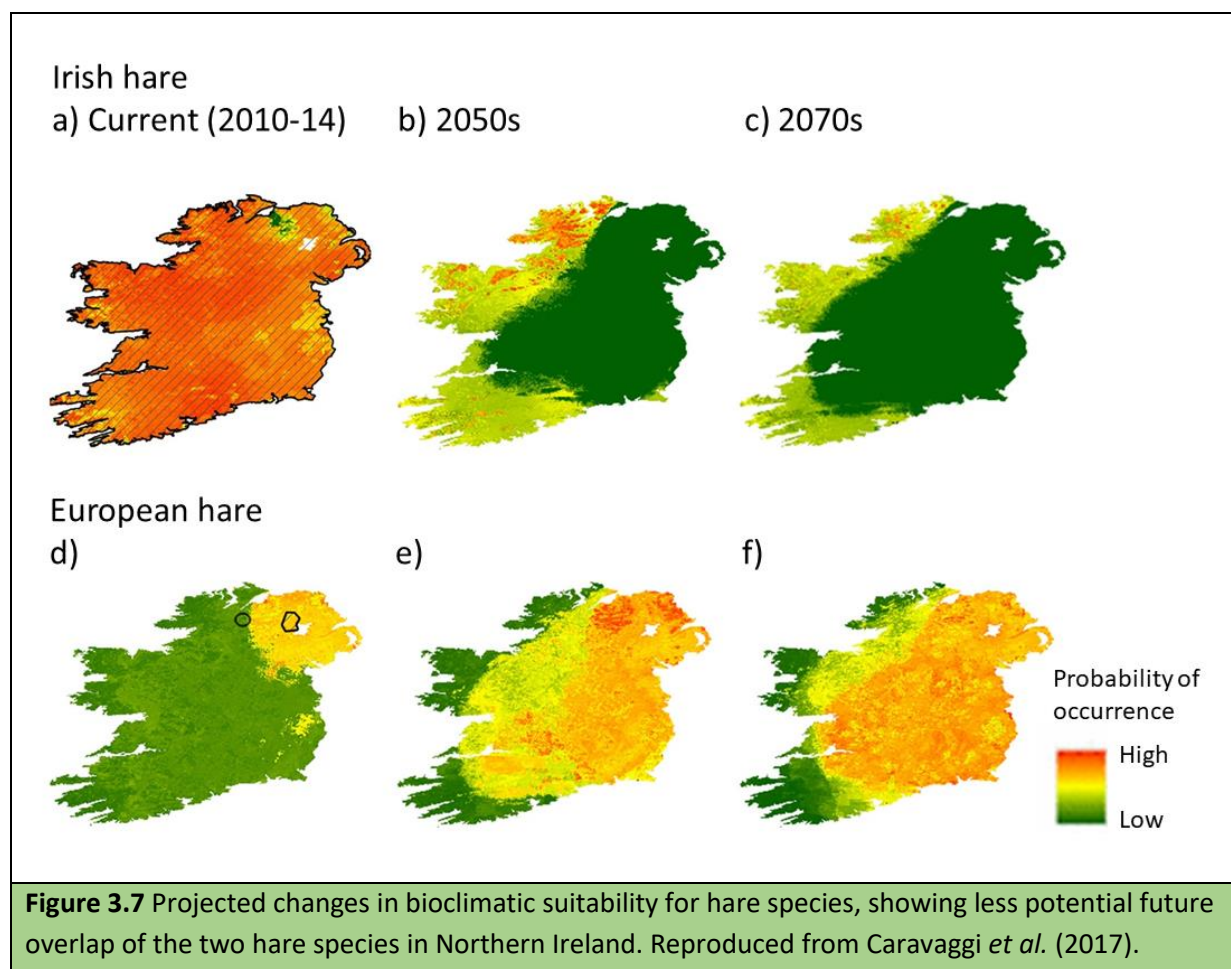 Irish hare
a) Current (2010-14)
b) 2050s
c) 2070s
European hare
d)
e)
f)
Probability of
occurrence
High
Low
Figure 3.7 Projected changes in bioclimatic suitability for hare species, showing less potential future
overlap of the two hare species in Northern Ireland. Reproduced from Caravaggi et al. (2017).